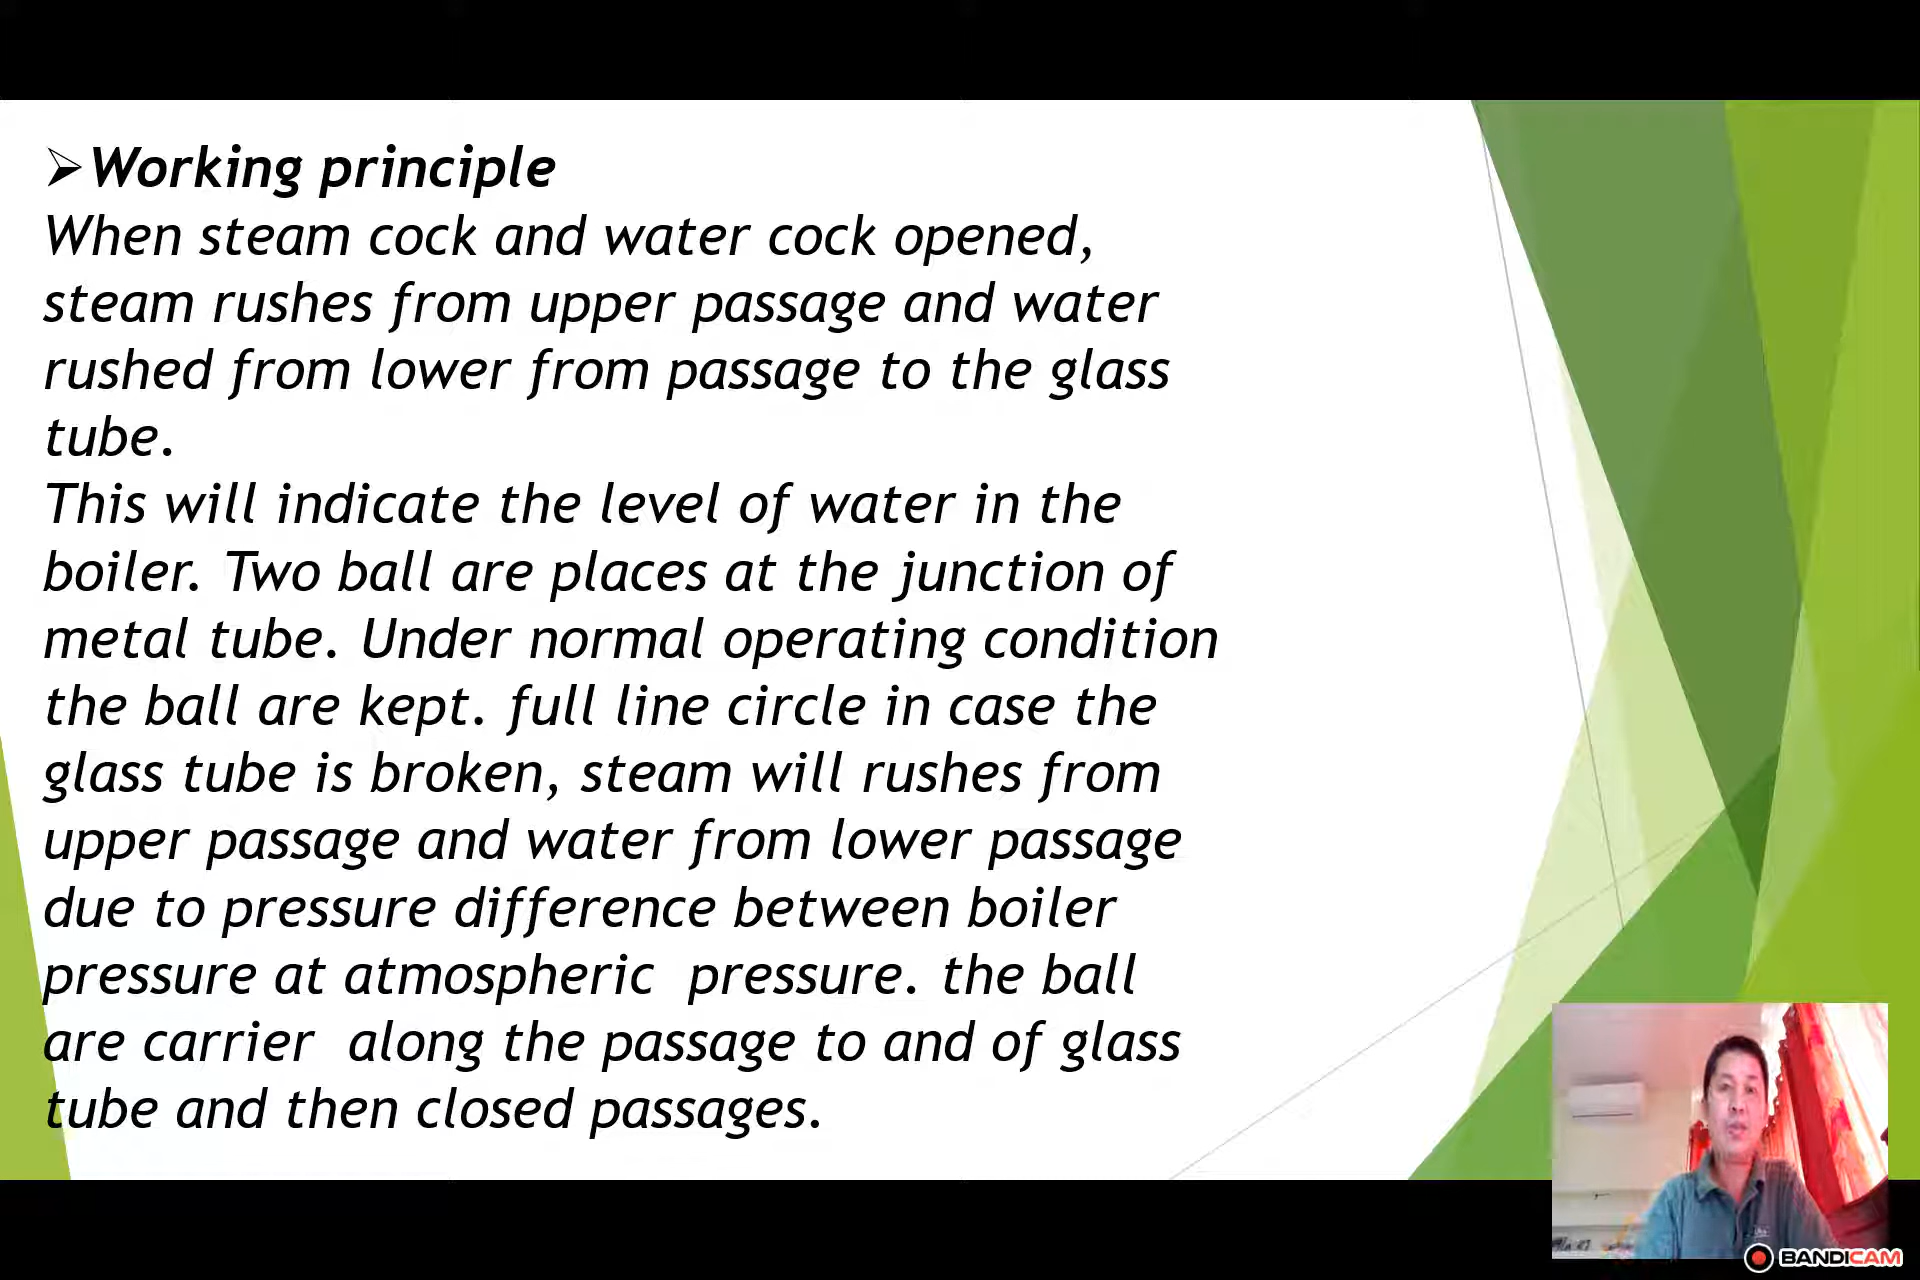 ➢Working principle
When steam cock and water cock opened,
steam rushes from upper passage and water
rushed from lower from passage to the glass
tube.
This will indicate the level of water in the
boiler. Two ball are places at the junction of
metal tube. Under normal operating condition
the ball are kept. full line circle in case the
glass tube is broken, steam will rushes from
upper passage and water from lower passage
due to pressure difference between boiler
pressure at atmospheric  pressure. the ball
are carrier  along the passage to and of glass
tube and then closed passages.
BANDICAM